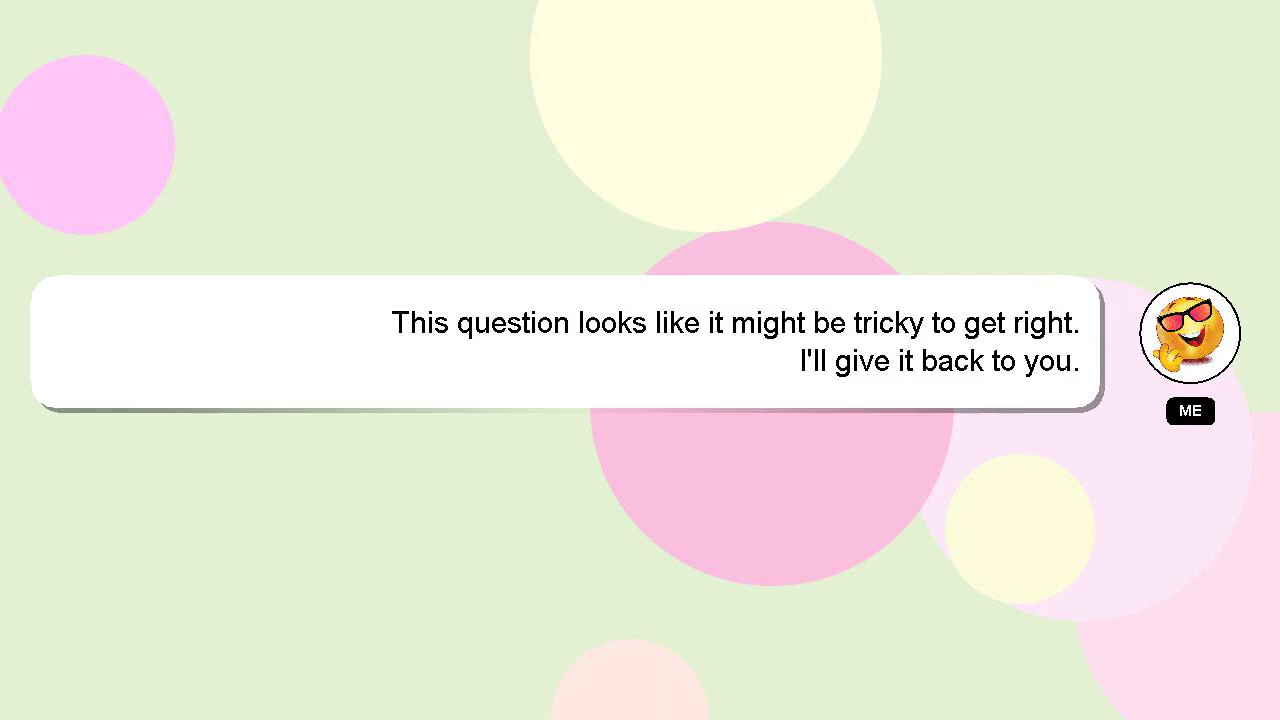 This question looks like it might be tricky to get right.
I'll give it back to you.
ME